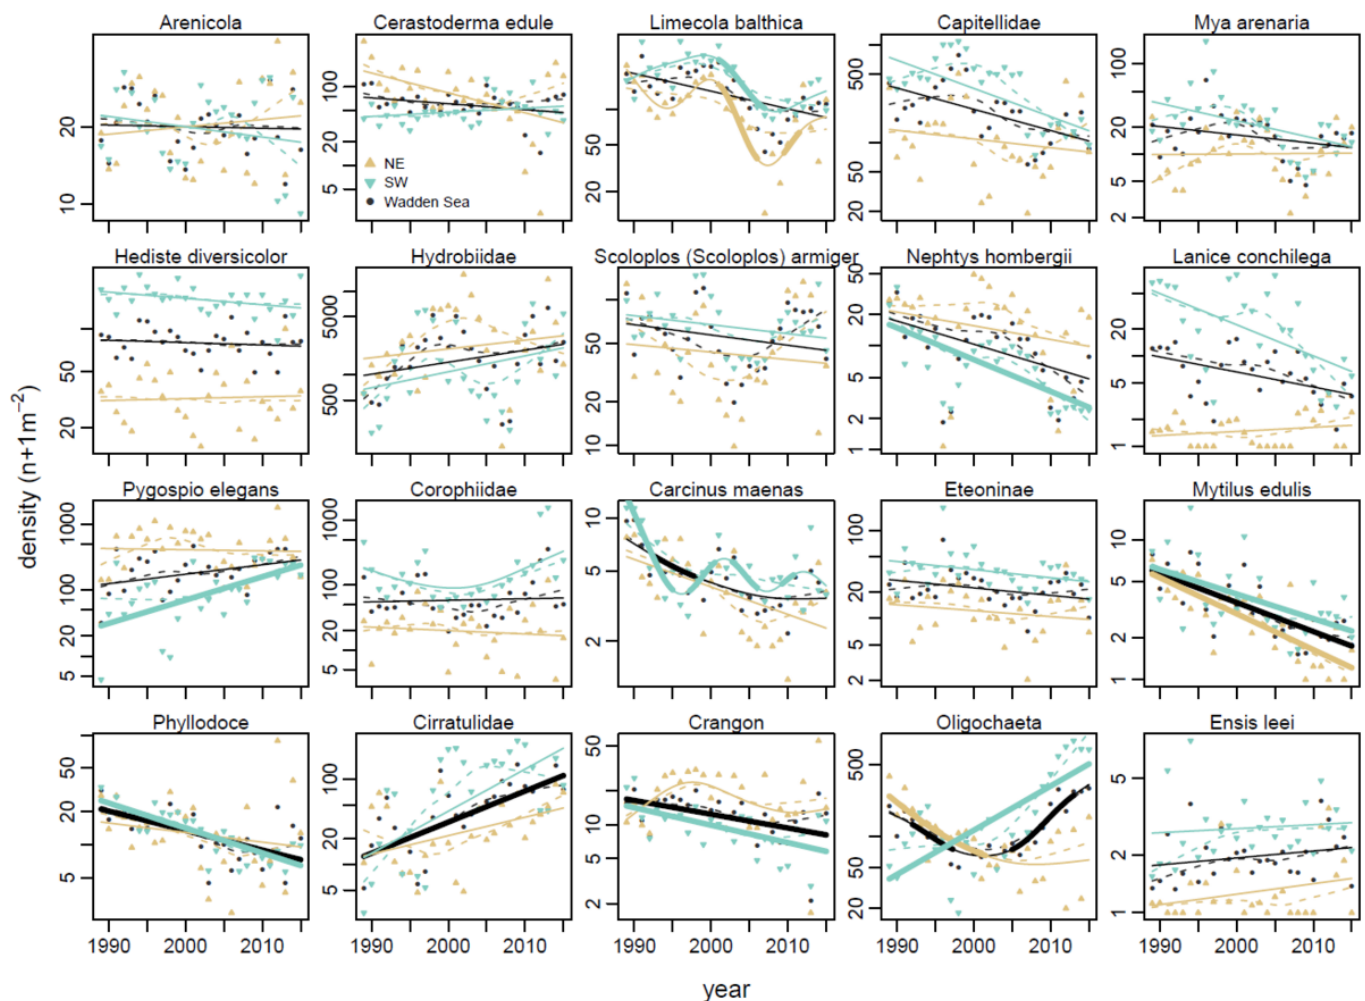 Arenicola
Cerastoderma edule
Limecola balthica
Capitellidae
Mya arenaria
10 20
5 20 50 100
NE
SW
Wadden Sea
20 50
20 50 500
2 5 10 20 100
Hediste diversicolor
Hydrobiidae
Scoloplos (Scoloplos) armiger
Nephtys hombergii
Lanice conchilega
20 50
500 5000
10 20 50
1 2 5 20 50
1 5 20
density (n+1m⁻²)
Pygospio elegans
Corophiidae
Carcinus maenas
Eteoninae
Mytilus edulis
5 20 100 1000
5 20 100 1000
2 5 10
2 5 10 20 100
1 2 5 10
Phyllodoce
Cirratulidae
Crangon
Oligochaeta
Ensis leei
5 10 20 50
5 10 20 100
2 5 10 50
20 50 500
1 2 5
1990 2000 2010
1990 2000 2010
1990 2000 2010
1990 2000 2010
1990 2000 2010
year